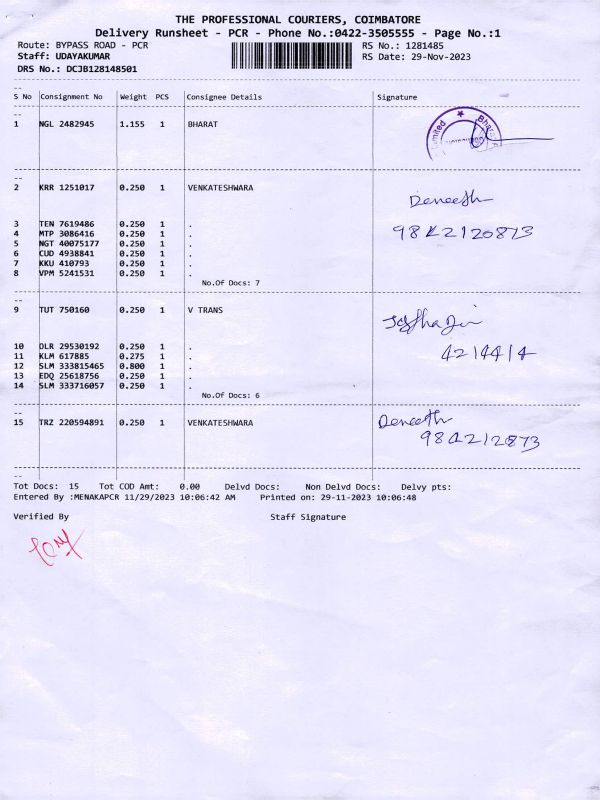 THE PROFESSIONAL COURIERS, COIMBATORE
Delivery Runsheet - PCR - Phone No.:0422-3505555 - Page No.:1
Route: BYPASS ROAD - PCR RS No.: 1281485
Staff: UDAYAKUMAR RS Date: 29-Nov-2023
DRS No.: DCJB128148501
S No Consignment No Weight PCS Consignee Details Signature
1 NGL 2482945 1.155 1 BHARAT
2 KRR 1251017 0.250 1 VENKATESHWARA
Deneesh
3 TEN 7619486 0.250 1 .
4 MTP 3086416 0.250 1 .
5 NGT 40075177 0.250 1 .
6 CUD 4938841 0.250 1 .
7 KKU 410793 0.250 1 .
8 VPM 5241531 0.250 1 .
No.Of Docs: 7
9 TUT 750160 0.250 1 V TRANS
10 DLR 29530192 0.250 1 .
11 KLM 617885 0.275 1 .
4214414
12 SLM 333815465 0.800 1 .
13 EDQ 25618756 0.250 1 .
14 SLM 333716057 0.250 1 .
No.Of Docs: 6
15 TRZ 220594891 0.250 1 VENKATESHWARA
Deneesh
Tot Docs: 15 Tot COD Amt: 0.00 Delvd Docs: Non Delvd Docs: Delvy pts:
Entered By :MENAKAPCR 11/29/2023 10:06:42 AM Printed on: 29-11-2023 10:06:48
Verified By Staff Signature